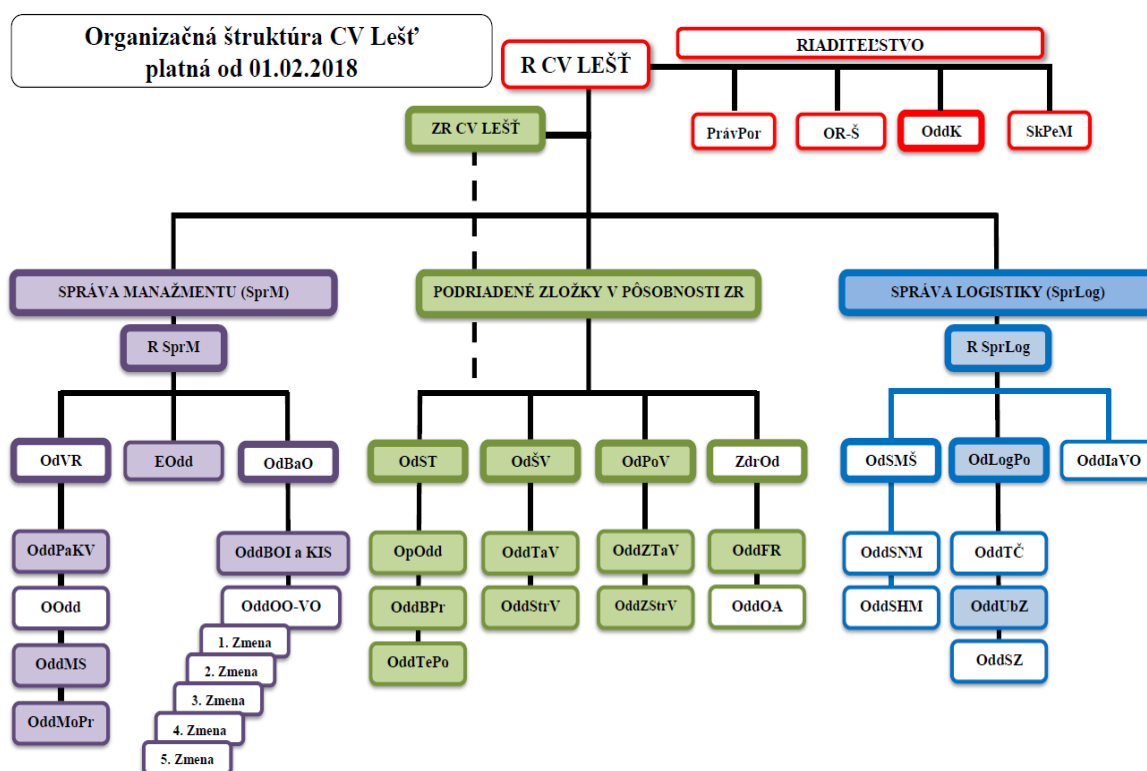 Organizačná štruktúra CV Lešť
platná od 01.02.2018
R CV LEŠŤ
RIADITEĽSTVO
ZR CV LEŠŤ
PrávPor
OR-Š
OddK
SkPeM
SPRÁVA MANAŽMENTU (SprM)
PODRIADENÉ ZLOŽKY V PÔSOBNOSTI ZR
SPRÁVA LOGISTIKY (SprLog)
R SprM
R SprLog
OdVR
EOdd
OdBaO
OdST
OdŠV
OdPoV
ZdrOd
OdSMŠ
OdLogPo
OddIaVO
OddPaKV
OddBOI a KIS
OpOdd
OddTaV
OddZTaV
OddFR
OddSNM
OddTČ
OOdd
OddOO-VO
OddBPr
OddStrV
OddZStrV
OddOA
OddSHM
OddUbZ
1. Zmena
OddMS
2. Zmena
OddTePo
OddSZ
3. Zmena
OddMoPr
4. Zmena
5. Zmena